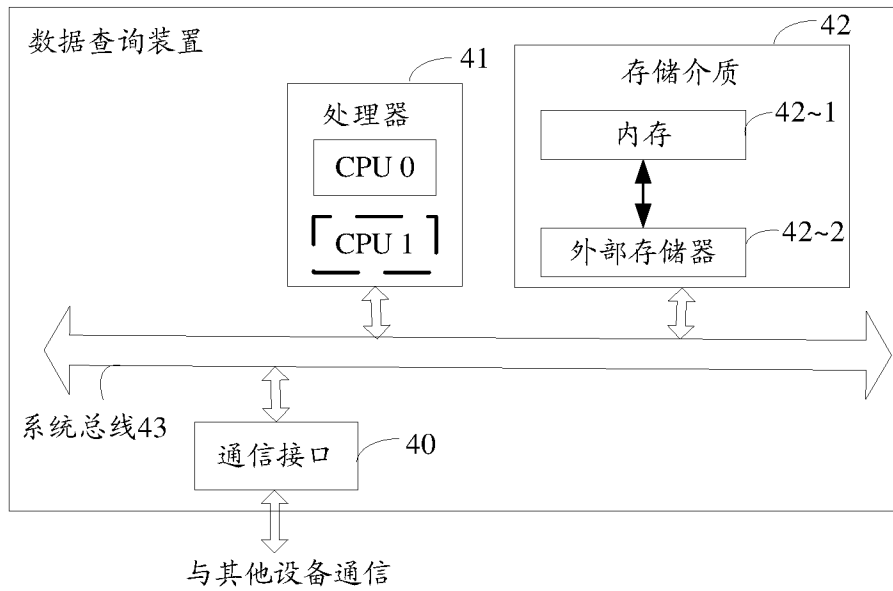 数据查询装置
41
42
处理器
存储介质
CPU 0
内存
42~1
CPU 1
外部存储器
42~2
系统总线43
通信接口
40
与其他设备通信